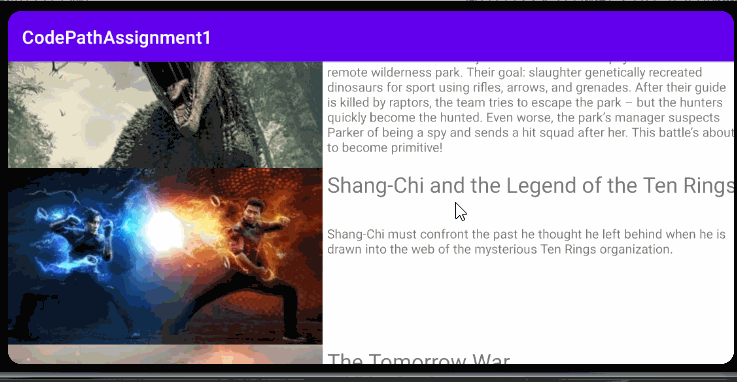 CodePathAssignment1
remote wilderness park. Their goal: slaughter genetically recreated
dinosaurs for sport using rifles, arrows, and grenades. After their guide
is killed by raptors, the team tries to escape the park – but the hunters
quickly become the hunted. Even worse, the park's manager suspects
Parker of being a spy and sends a hit squad after her. This battle's about
to become primitive!
Shang-Chi and the Legend of the Ten Rings
Shang-Chi must confront the past he thought he left behind when he is
drawn into the web of the mysterious Ten Rings organization.
The Tomorrow War